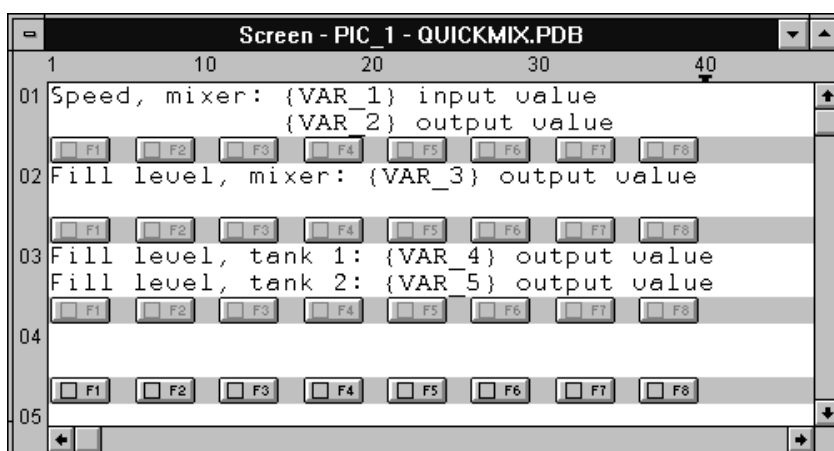 Screen - PIC_1 - QUICKMIX.PDB
1 10 20 30 40
01 Speed, mixer: {VAR_1} input value
{VAR_2} output value
F1 F2 F3 F4 F5 F6 F7 F8
02 Fill level, mixer: {VAR_3} output value
F1 F2 F3 F4 F5 F6 F7 F8
03 Fill level, tank 1: {VAR_4} output value
Fill level, tank 2: {VAR_5} output value
F1 F2 F3 F4 F5 F6 F7 F8
04
F1 F2 F3 F4 F5 F6 F7 F8
05